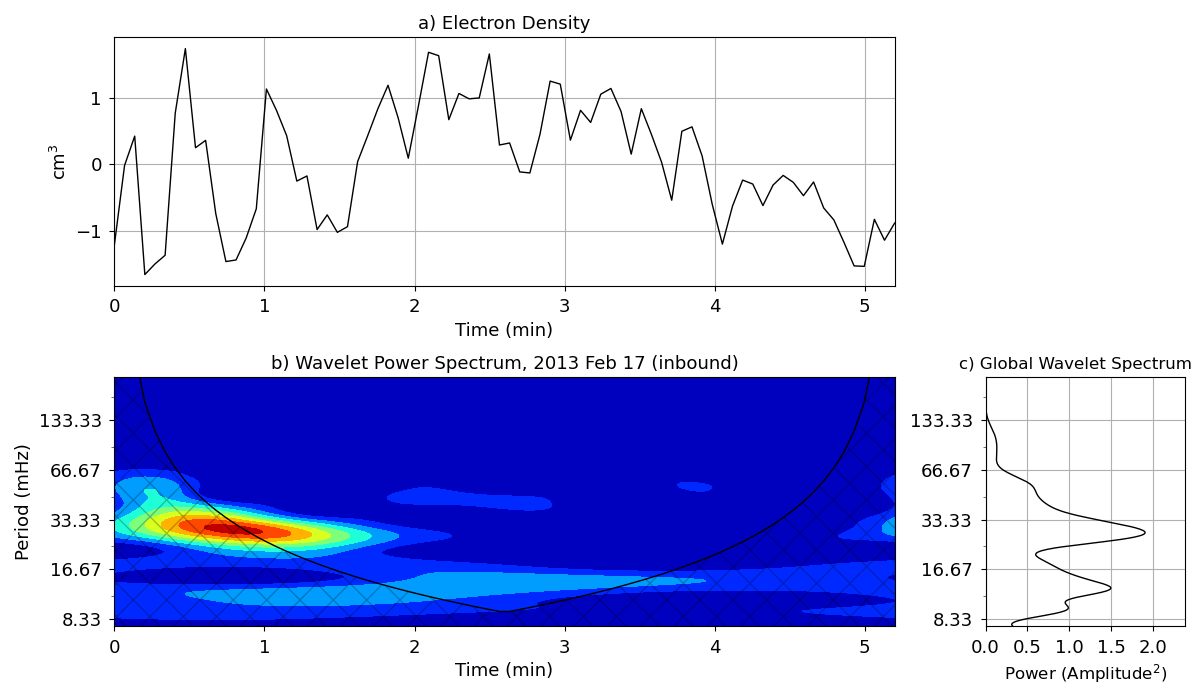 a) Electron Density
1
0
−1
cm³
0 1 2 3 4 5
Time (min)
b) Wavelet Power Spectrum, 2013 Feb 17 (inbound)
133.33
66.67
33.33
16.67
8.33
Period (mHz)
0 1 2 3 4 5
Time (min)
c) Global Wavelet Spectrum
133.33
66.67
33.33
16.67
8.33
0.0 0.5 1.0 1.5 2.0
Power (Amplitude²)